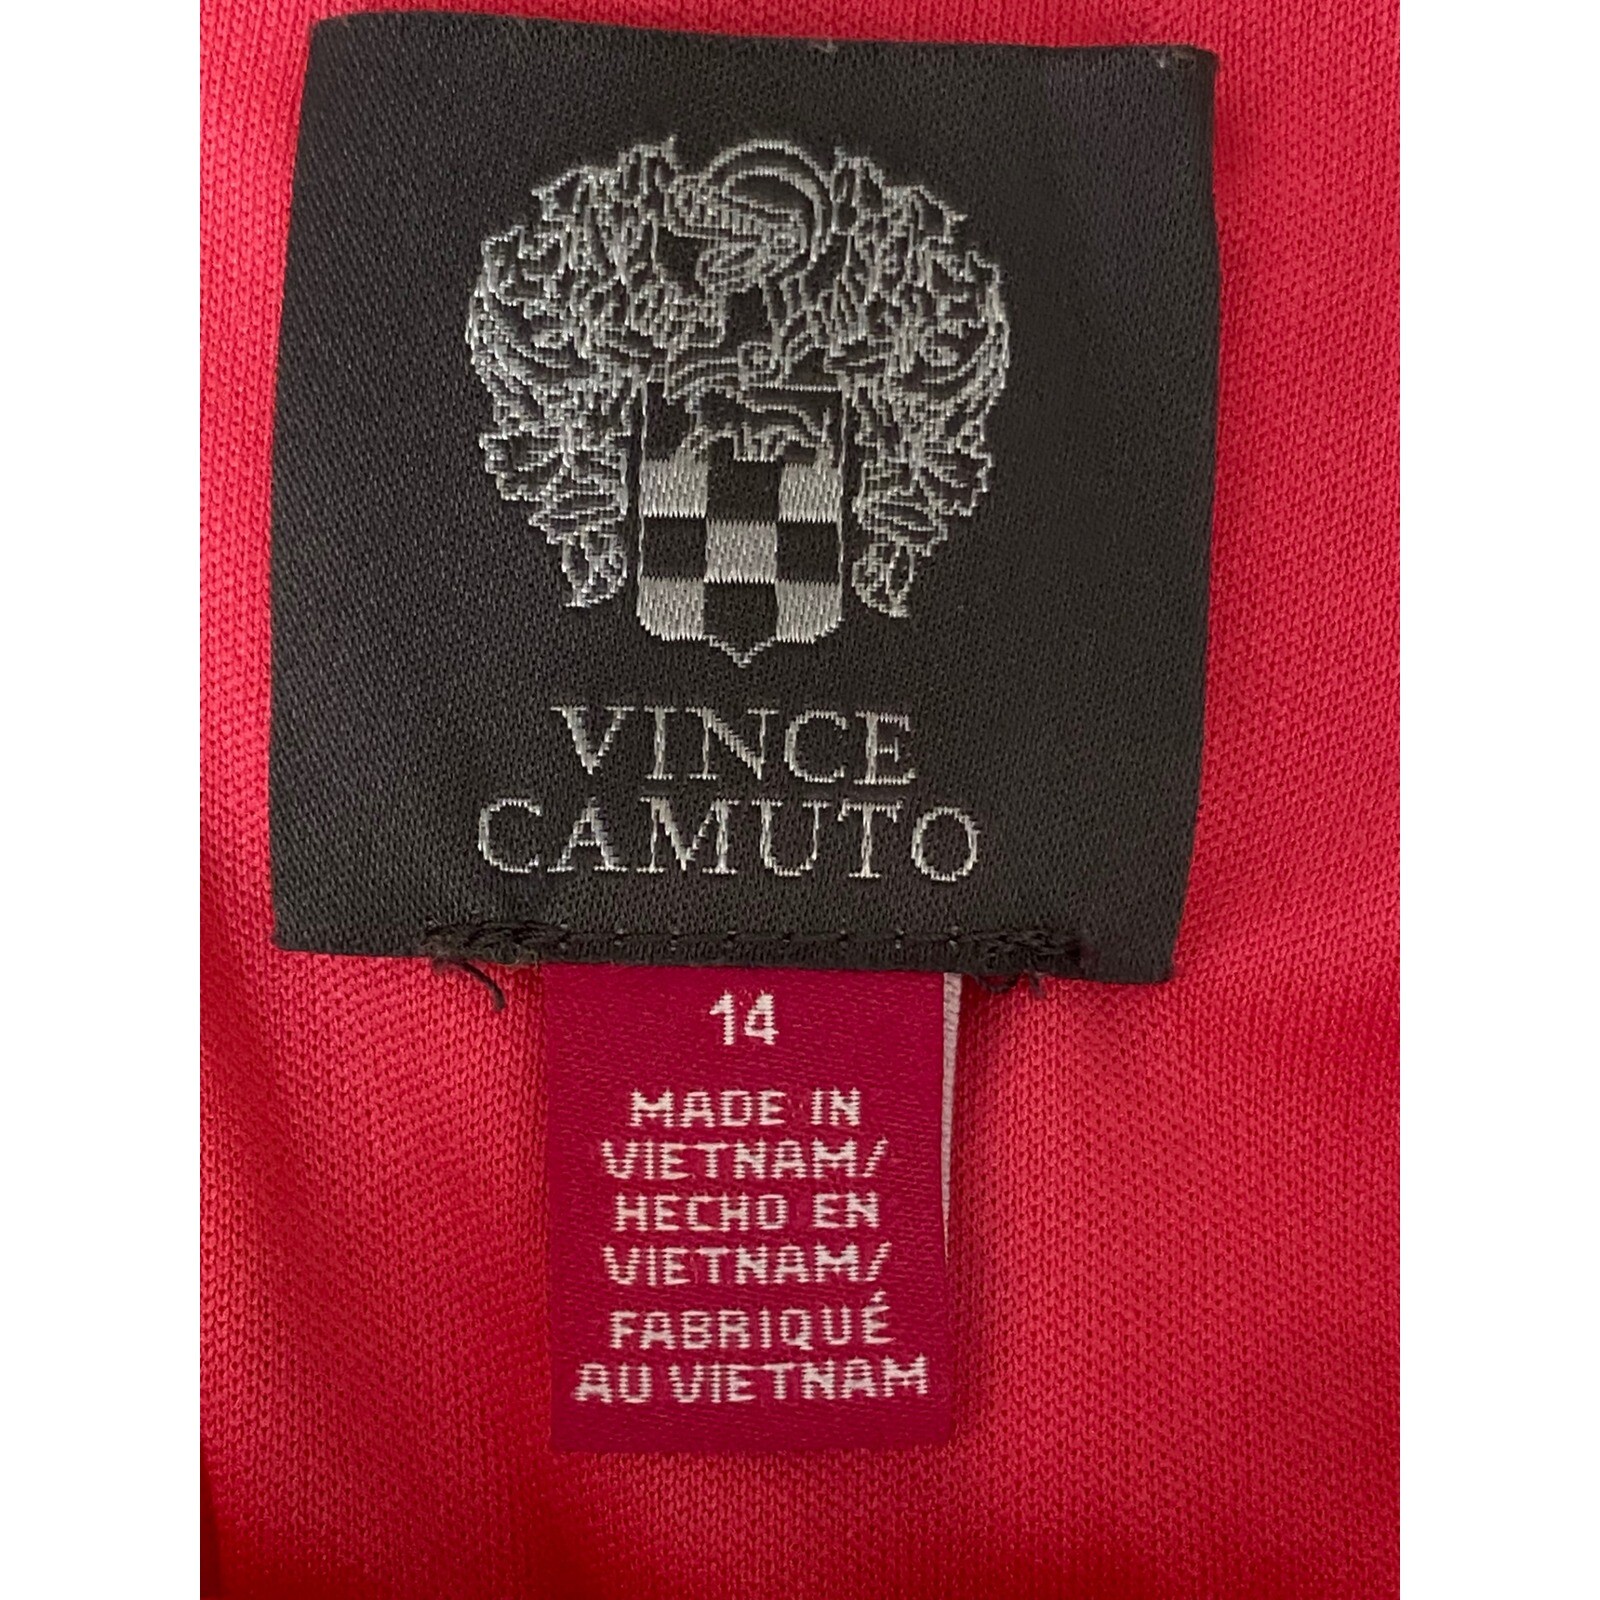 VINCE
CAMUTO
14
MADE IN
VIETNAM/
HECHO EN
VIETNAM/
FABRIQUÉ
AU VIETNAM